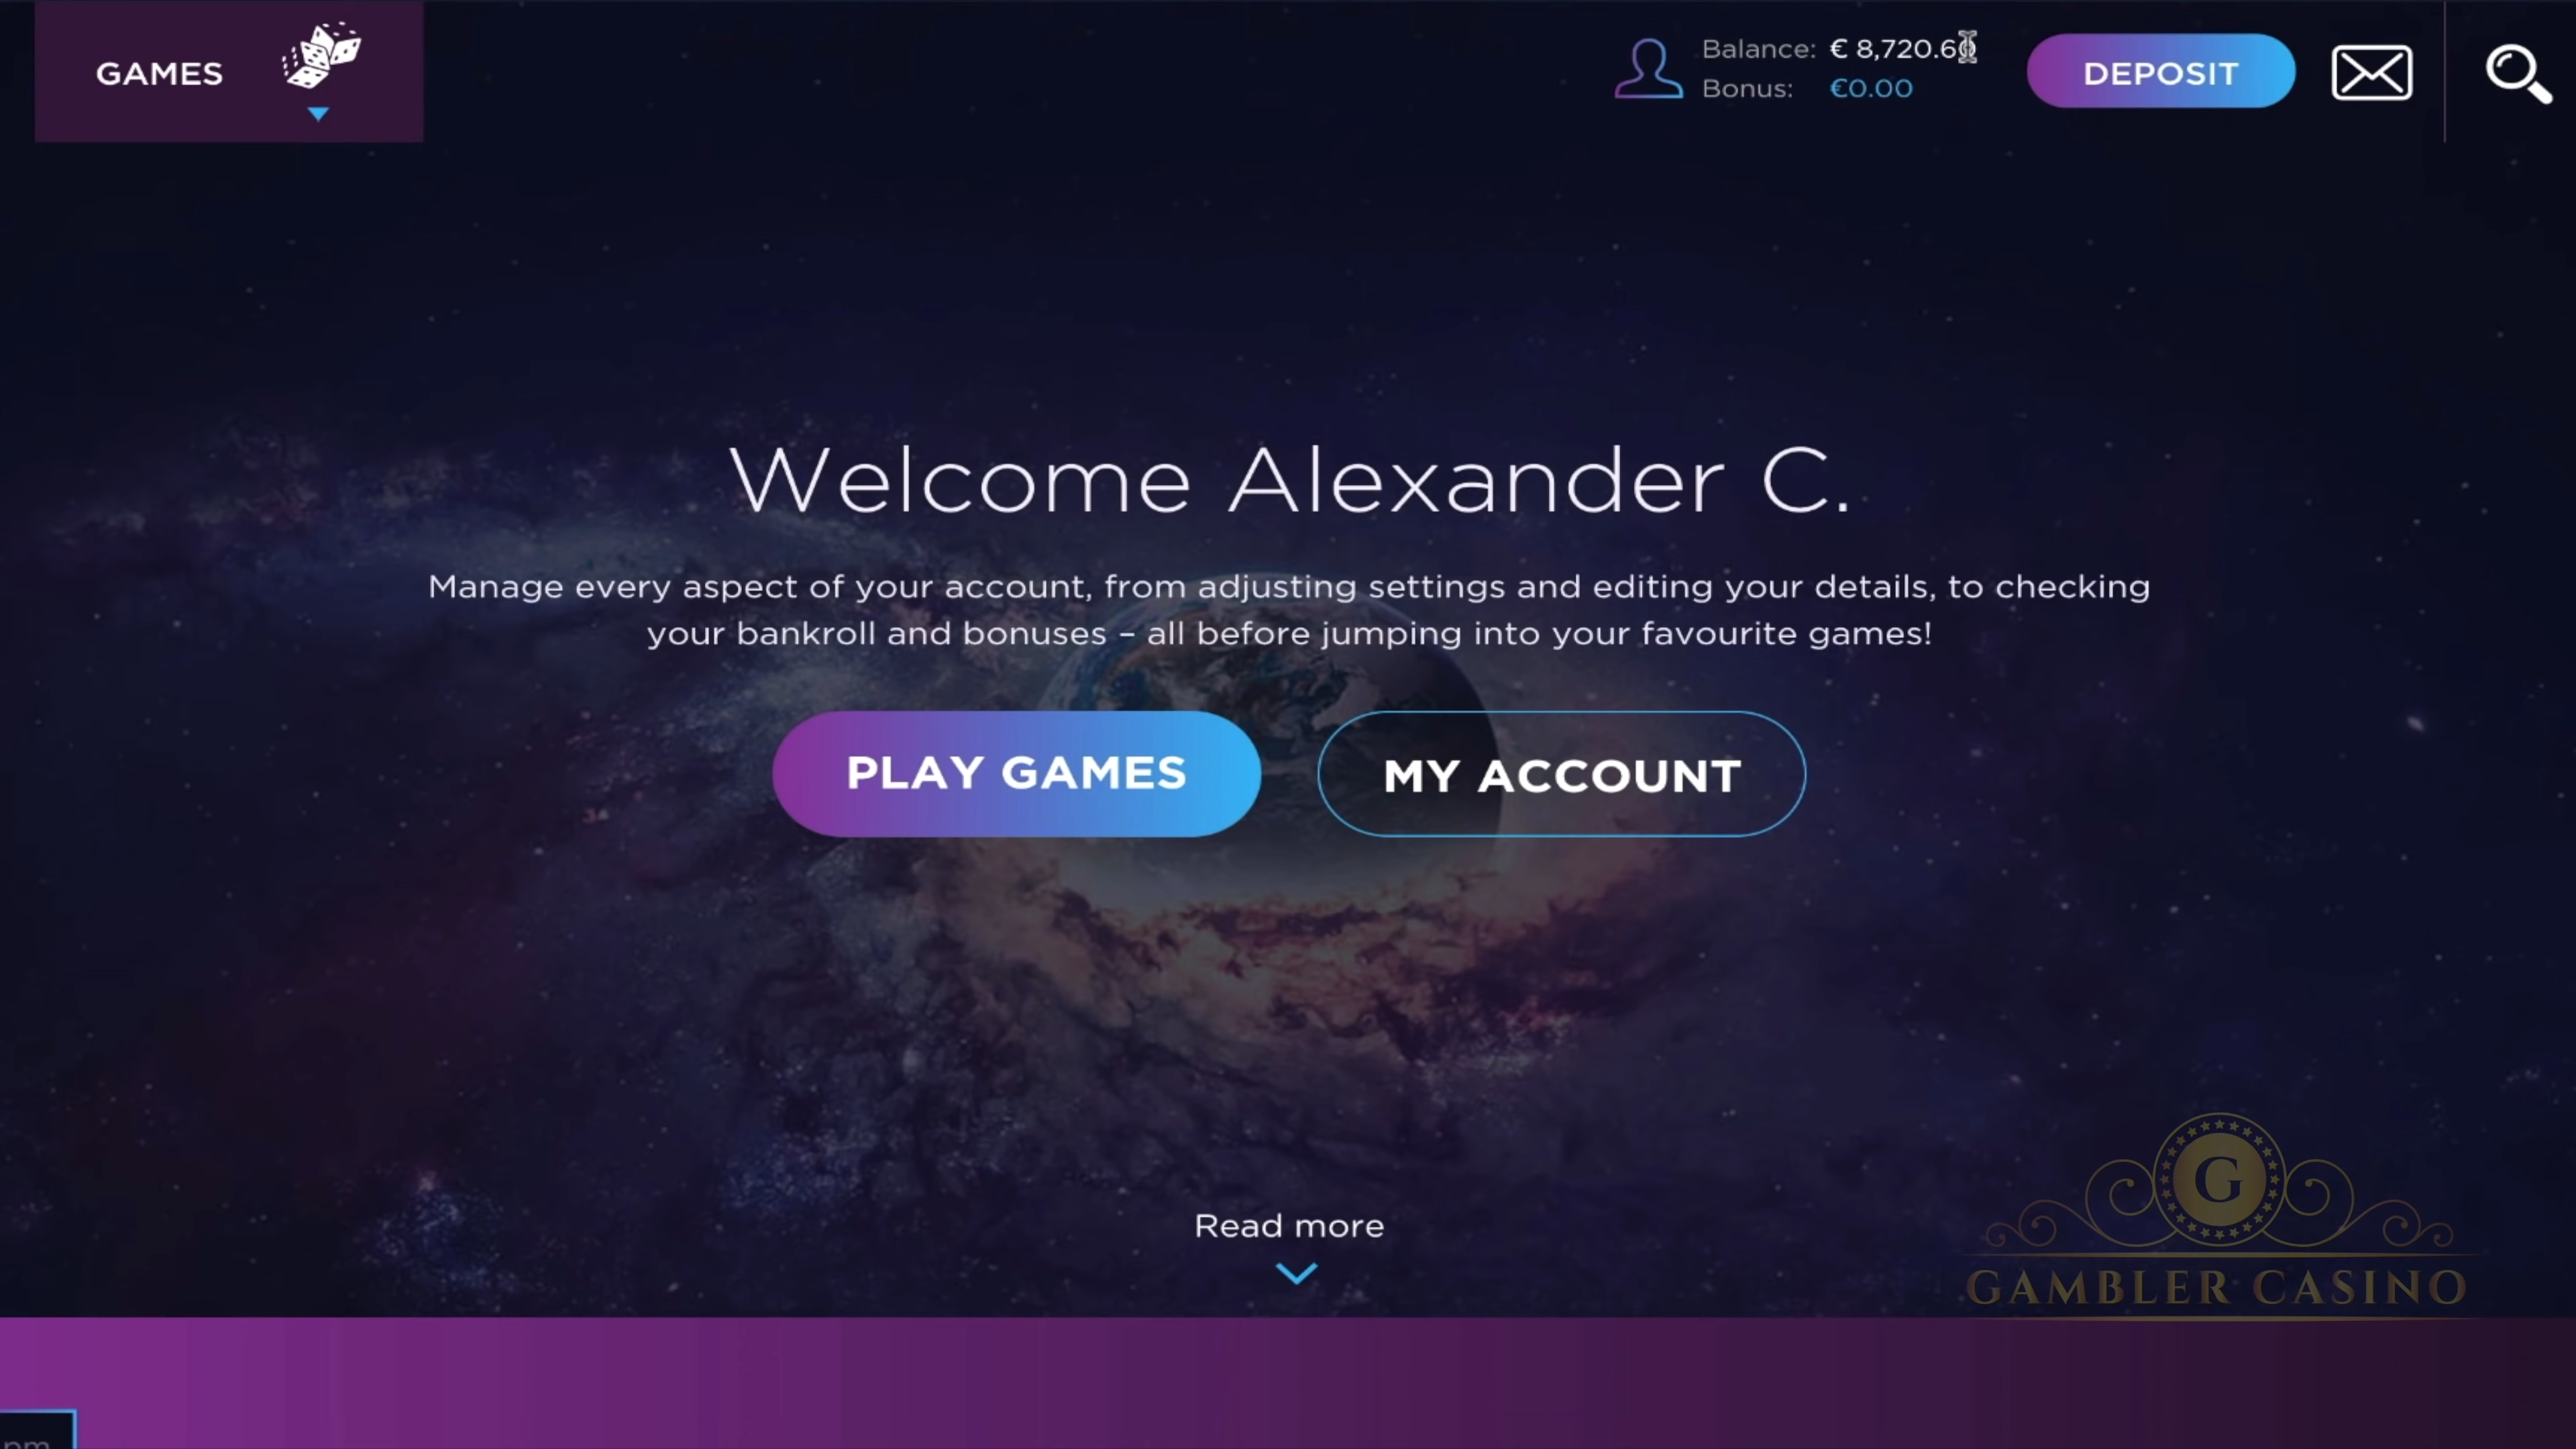 GAMES
Balance: € 8,720.60
Bonus: €0.00
DEPOSIT
Welcome Alexander C.
Manage every aspect of your account, from adjusting settings and editing your details, to checking
your bankroll and bonuses – all before jumping into your favourite games!
PLAY GAMES
MY ACCOUNT
Read more
G
GAMBLER CASINO
pm